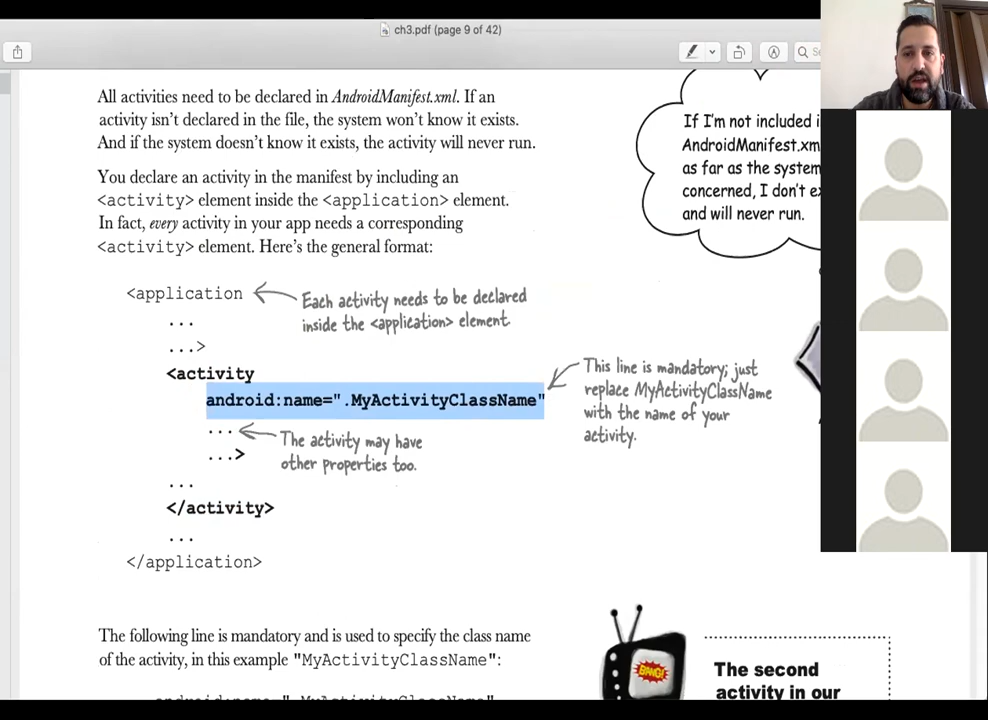 ch3.pdf (page 9 of 42)
All activities need to be declared in AndroidManifest.xml. If an
activity isn't declared in the file, the system won't know it exists.
And if the system doesn't know it exists, the activity will never run.
You declare an activity in the manifest by including an
<activity> element inside the <application> element.
In fact, every activity in your app needs a corresponding
<activity> element. Here's the general format:
If I'm not included i
AndroidManifest.xm
as far as the system
concerned, I don't e
and will never run.
<application
Each activity needs to be declared
inside the <application> element.
...
...>
<activity
android:name=".MyActivityClassName"
This line is mandatory; just
replace MyActivityClassName
with the name of your
activity.
...
The activity may have
other properties too.
...>
...
</activity>
...
</application>
The following line is mandatory and is used to specify the class name
of the activity, in this example "MyActivityClassName":
BANG!
The second
activity in our